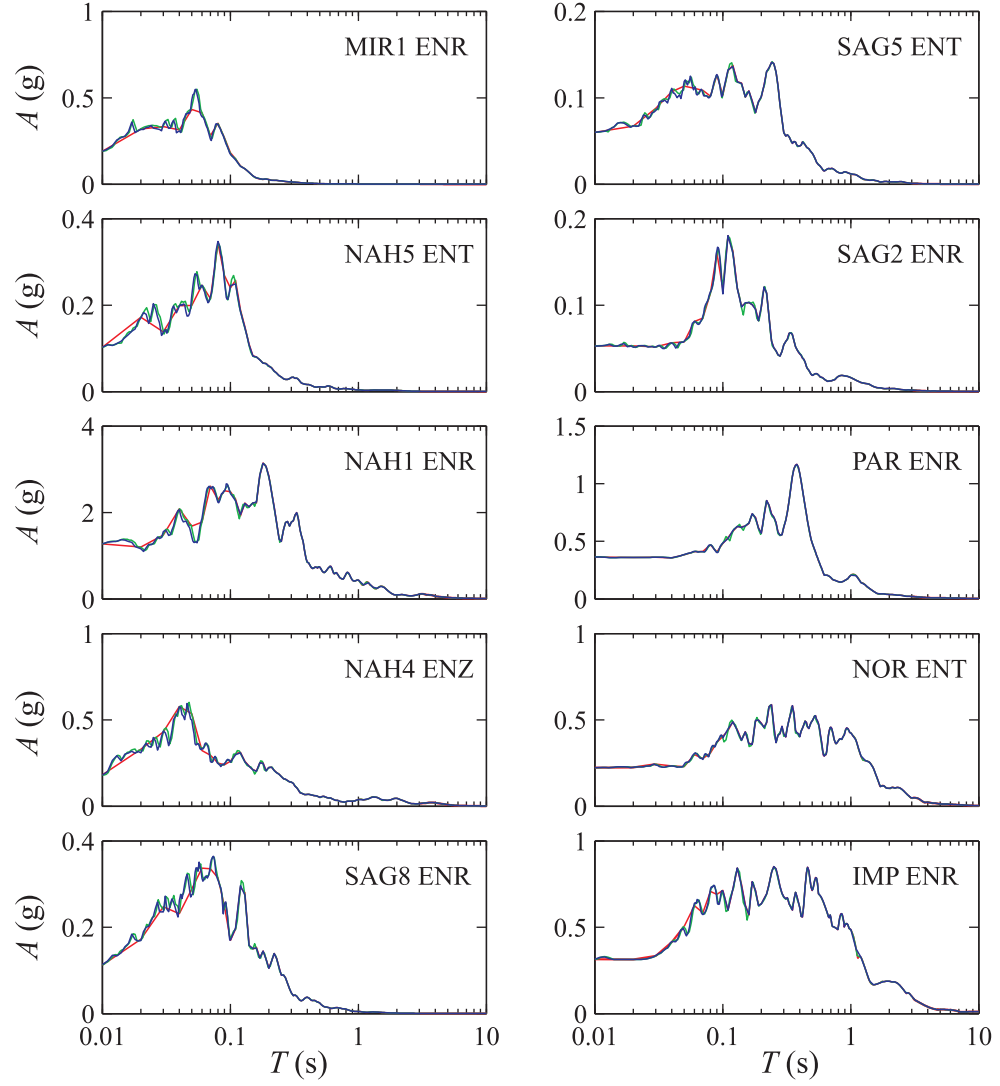 1
MIR1 ENR
A (g)
0.5
0
0.2
SAG5 ENT
A (g)
0.1
0
0.4
NAH5 ENT
A (g)
0.2
0
0.2
SAG2 ENR
0.1
0
4
NAH1 ENR
A (g)
2
0
1.5
PAR ENR
1
0.5
0
1
NAH4 ENZ
A (g)
0.5
0
1
NOR ENT
0.5
0
0.4
SAG8 ENR
A (g)
0.2
0
0.01 0.1 1 10
T (s)
1
IMP ENR
0.5
0
0.01 0.1 1 10
T (s)